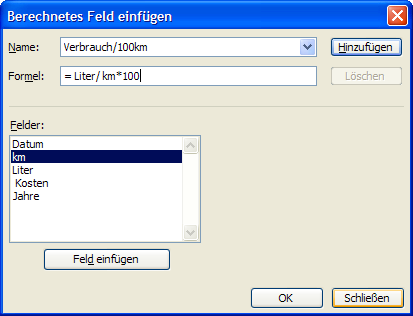 Berechnetes Feld einfügen
Name: Verbrauch/100km Hinzufügen
Formel: = Liter/ km*100 Löschen
Felder:
Datum
km
Liter
Kosten
Jahre
Feld einfügen
OK Schließen